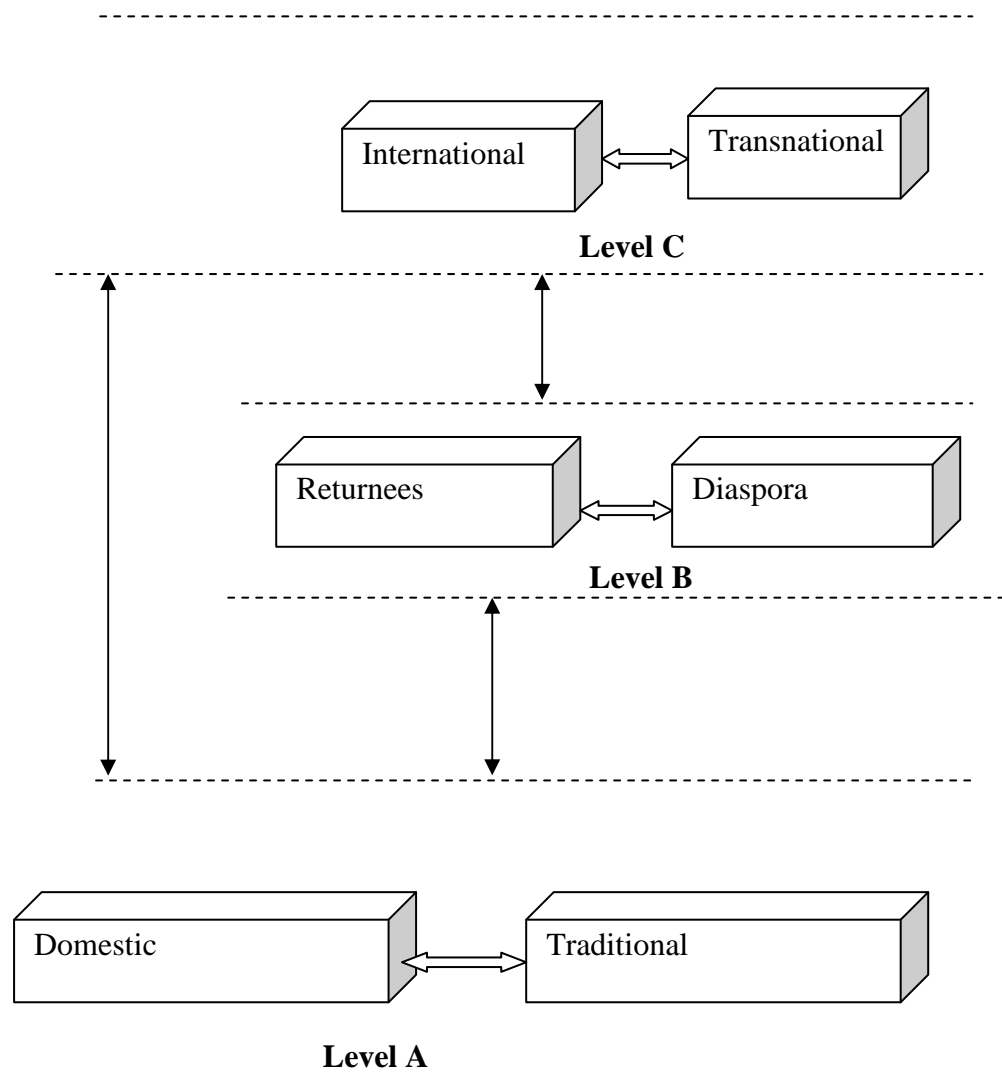 International
Transnational
Level C
Returnees
Diaspora
Level B
Domestic
Traditional
Level A